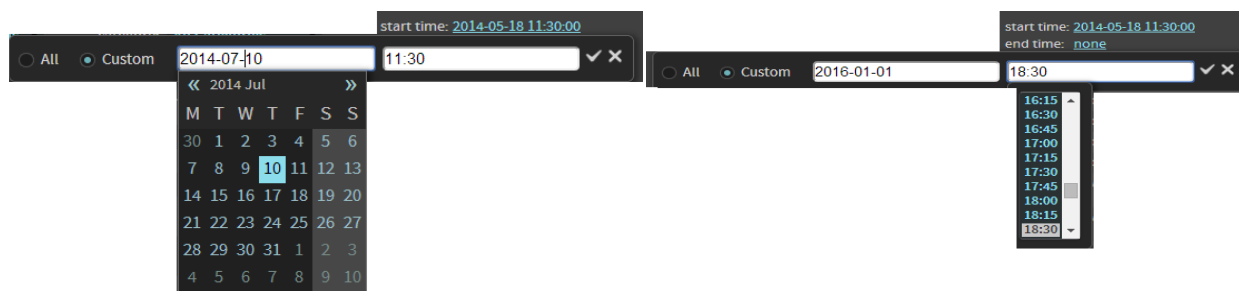 start time: 2014-05-18 11:30:00
All Custom 2014-07-10 11:30
« 2014 Jul »
M T W T F S S
30 1 2 3 4 5 6
7 8 9 10 11 12 13
14 15 16 17 18 19 20
21 22 23 24 25 26 27
28 29 30 31 1 2 3
4 5 6 7 8 9 10
start time: 2014-05-18 11:30:00
end time: none
All Custom 2016-01-01 18:30
16:15
16:30
16:45
17:00
17:15
17:30
17:45
18:00
18:15
18:30